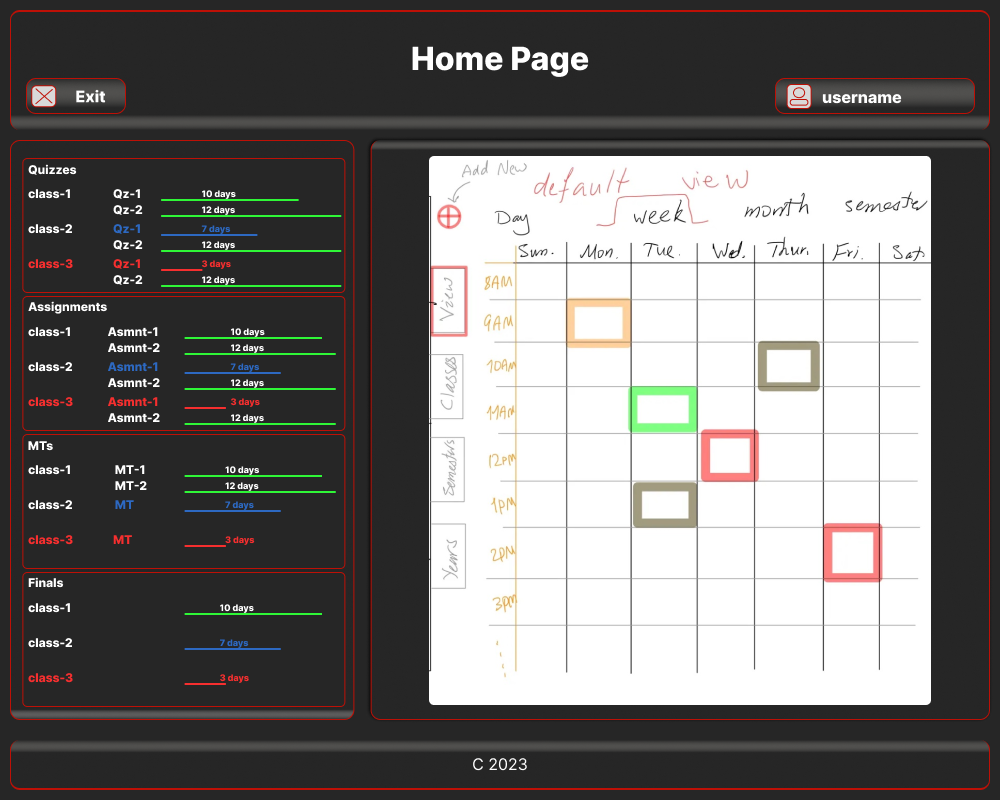 Home Page
Exit
username
Quizzes
class-1 Qz-1 10 days
Qz-2 12 days
class-2 Qz-1 7 days
Qz-2 12 days
class-3 Qz-1 3 days
Qz-2 12 days
Assignments
class-1 Asmnt-1 10 days
Asmnt-2 12 days
class-2 Asmnt-1 7 days
Asmnt-2 12 days
class-3 Asmnt-1 3 days
Asmnt-2 12 days
MTs
class-1 MT-1 10 days
MT-2 12 days
class-2 MT 7 days
class-3 MT 3 days
Finals
class-1 10 days
class-2 7 days
class-3 3 days
Add New
default view
Day week month semester
Sun. Mon. Tue. Wed. Thur. Fri. Sat
View
Classes
Semesters
Years
8AM
9AM
10AM
11AM
12pm
1PM
2PM
3pm
C 2023